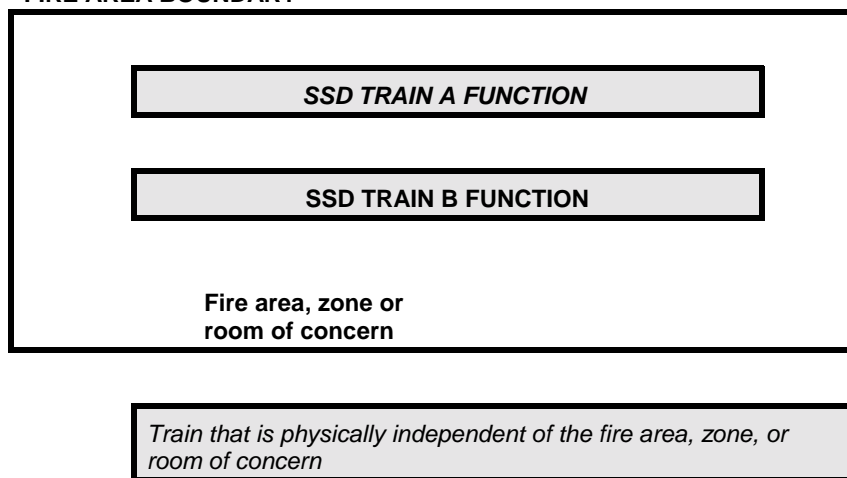 FIRE AREA BOUNDARY
SSD TRAIN A FUNCTION
SSD TRAIN B FUNCTION
Fire area, zone or
room of concern
Train that is physically independent of the fire area, zone, or
room of concern